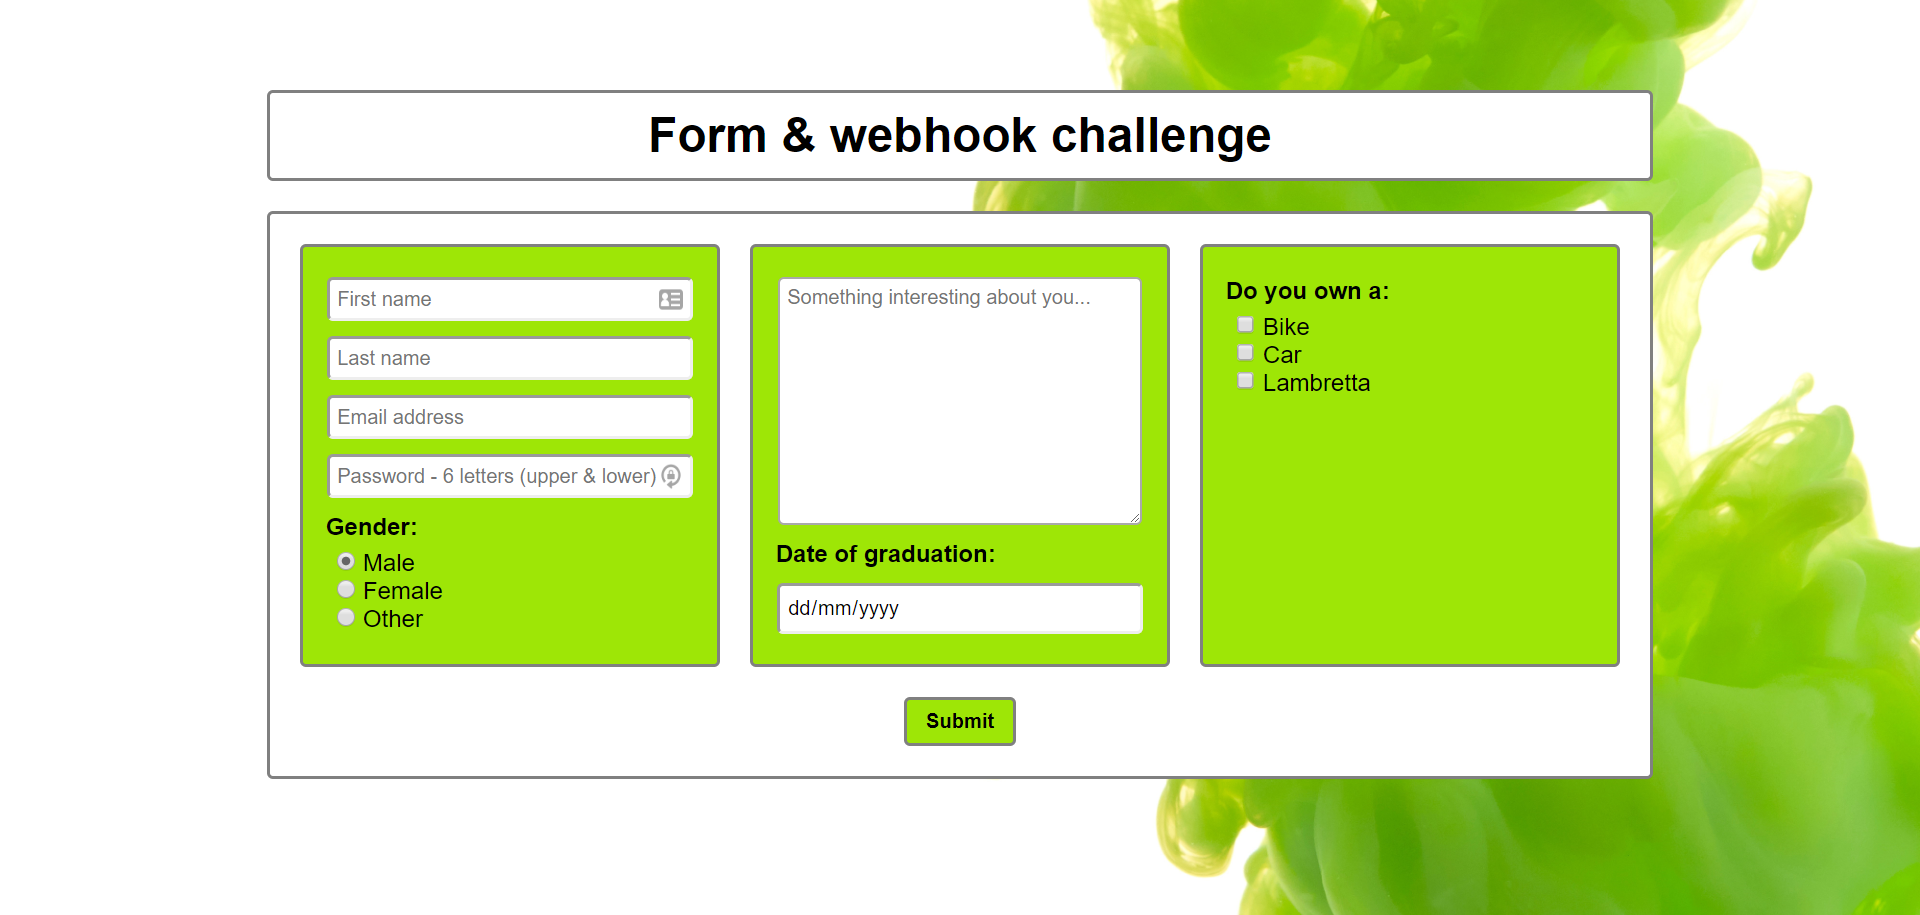 Form & webhook challenge
First name
Last name
Email address
Password - 6 letters (upper & lower)
Gender:
Male
Female
Other
Something interesting about you...
Date of graduation:
dd/mm/yyyy
Do you own a:
Bike
Car
Lambretta
Submit